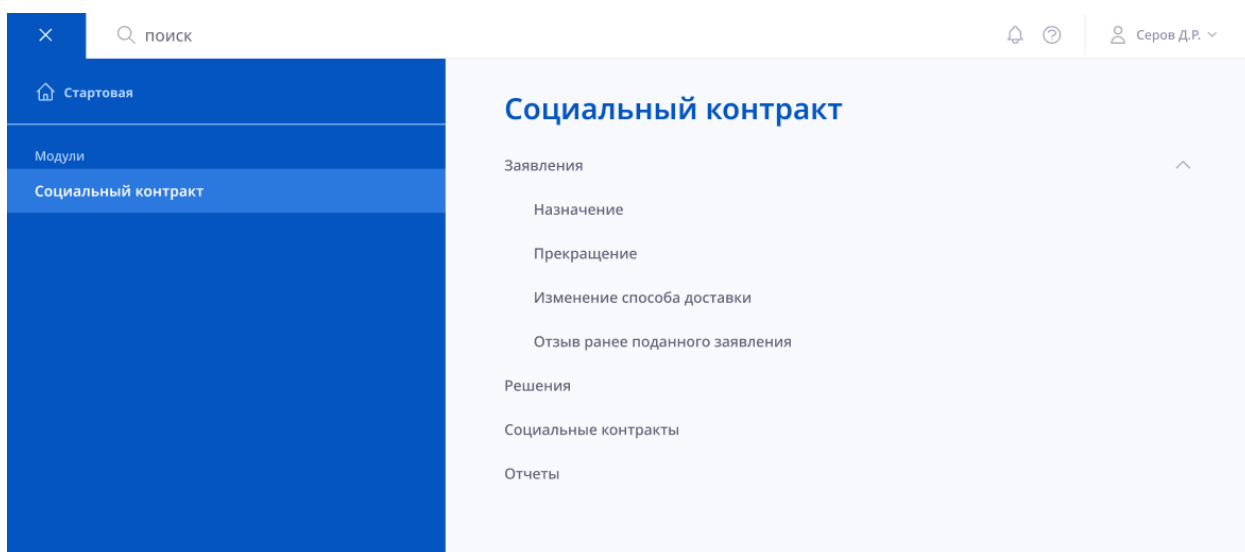 поиск
Серов Д.Р.
Стартовая
Модули
Социальный контракт
Социальный контракт
Заявления
Назначение
Прекращение
Изменение способа доставки
Отзыв ранее поданного заявления
Решения
Социальные контракты
Отчеты